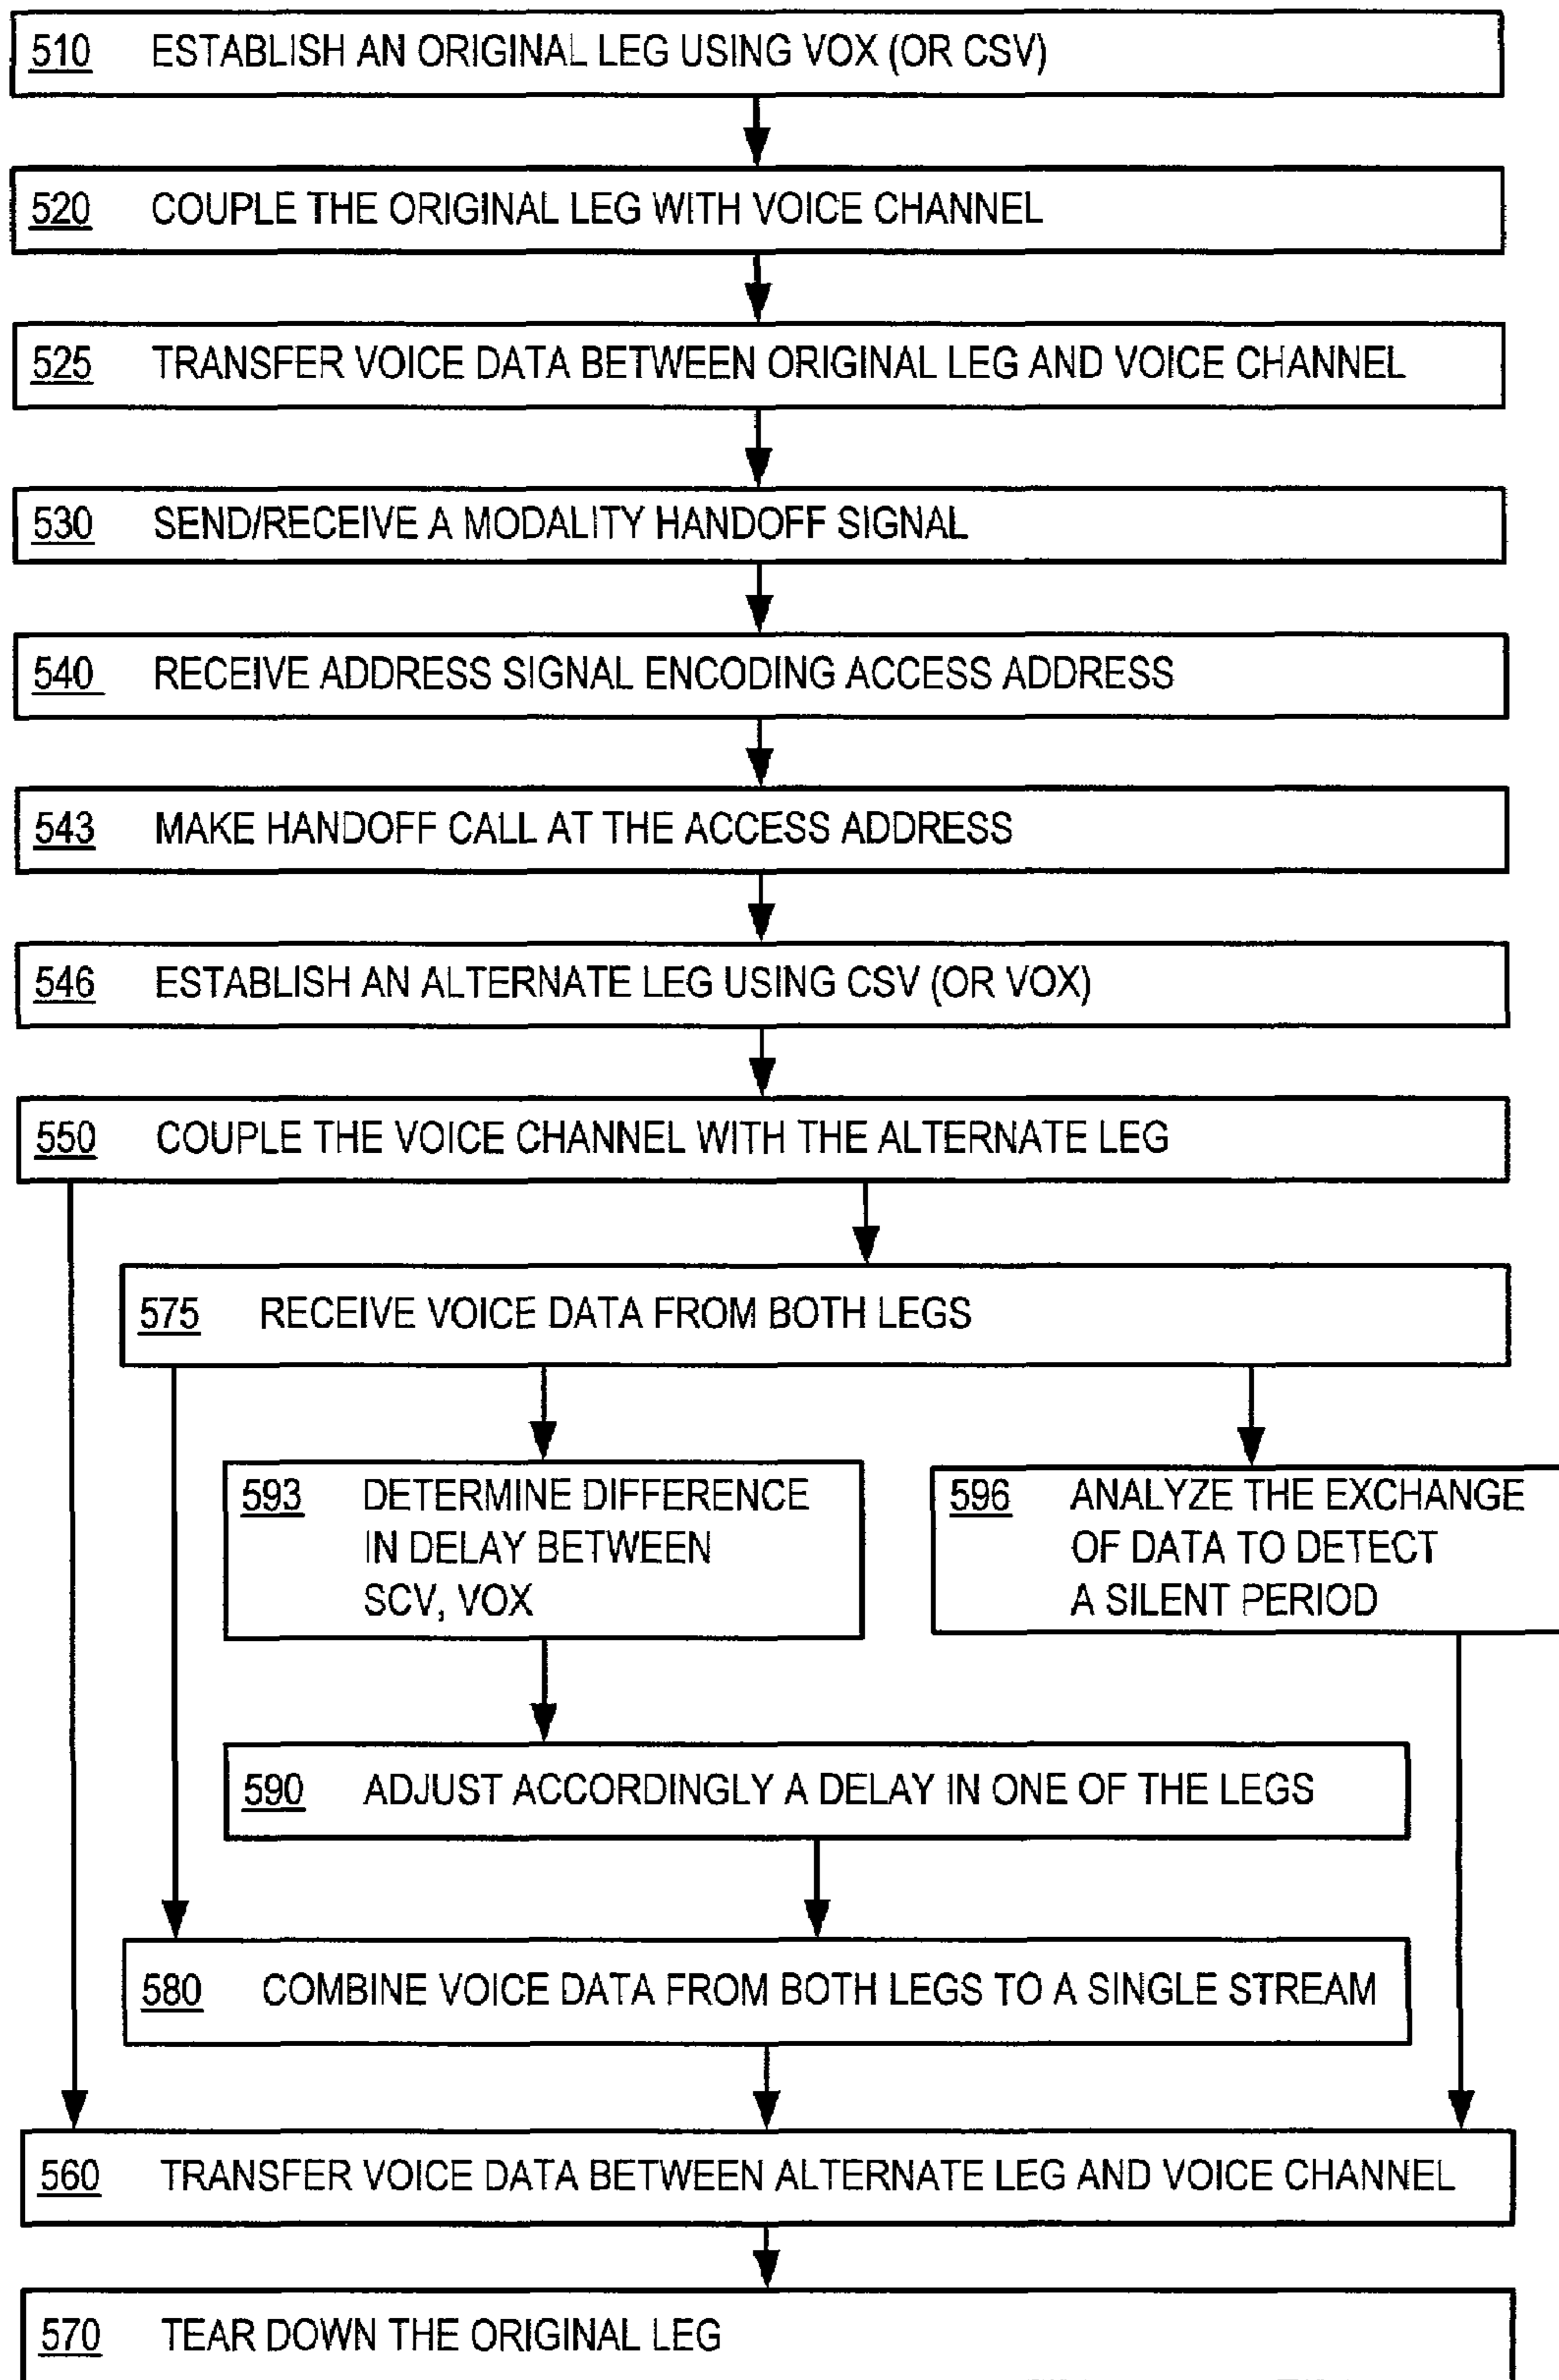 510 ESTABLISH AN ORIGINAL LEG USING VOX (OR CSV)
520 COUPLE THE ORIGINAL LEG WITH VOICE CHANNEL
525 TRANSFER VOICE DATA BETWEEN ORIGINAL LEG AND VOICE CHANNEL
530 SEND/RECEIVE A MODALITY HANDOFF SIGNAL
540 RECEIVE ADDRESS SIGNAL ENCODING ACCESS ADDRESS
543 MAKE HANDOFF CALL AT THE ACCESS ADDRESS
546 ESTABLISH AN ALTERNATE LEG USING CSV (OR VOX)
550 COUPLE THE VOICE CHANNEL WITH THE ALTERNATE LEG
575 RECEIVE VOICE DATA FROM BOTH LEGS
593 DETERMINE DIFFERENCE
IN DELAY BETWEEN
SCV, VOX
596 ANALYZE THE EXCHANGE
OF DATA TO DETECT
A SILENT PERIOD
590 ADJUST ACCORDINGLY A DELAY IN ONE OF THE LEGS
580 COMBINE VOICE DATA FROM BOTH LEGS TO A SINGLE STREAM
560 TRANSFER VOICE DATA BETWEEN ALTERNATE LEG AND VOICE CHANNEL
570 TEAR DOWN THE ORIGINAL LEG